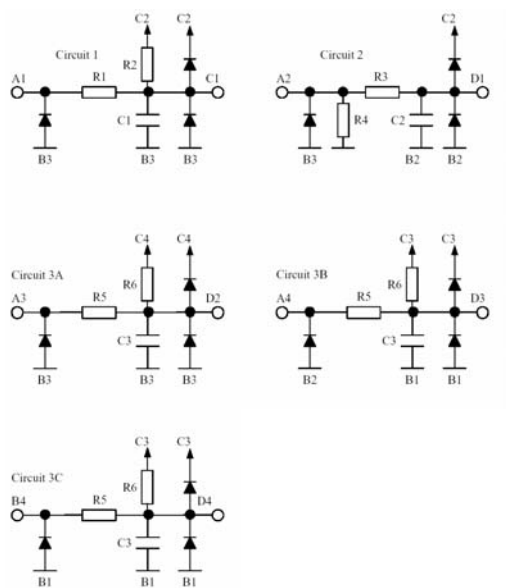 C2 C2
Circuit 1
R2
A1 R1 C1
C1
B3 B3 B3
C2
Circuit 2
A2 R3 D1
R4 C2
B3 B2 B2
C4 C4
Circuit 3A
R6
A3 R5 D2
C3
B3 B3 B3
C3 C3
Circuit 3B
R6
A4 R5 D3
C3
B2 B1 B1
C3 C3
Circuit 3C
R6
B4 R5 D4
C3
B1 B1 B1